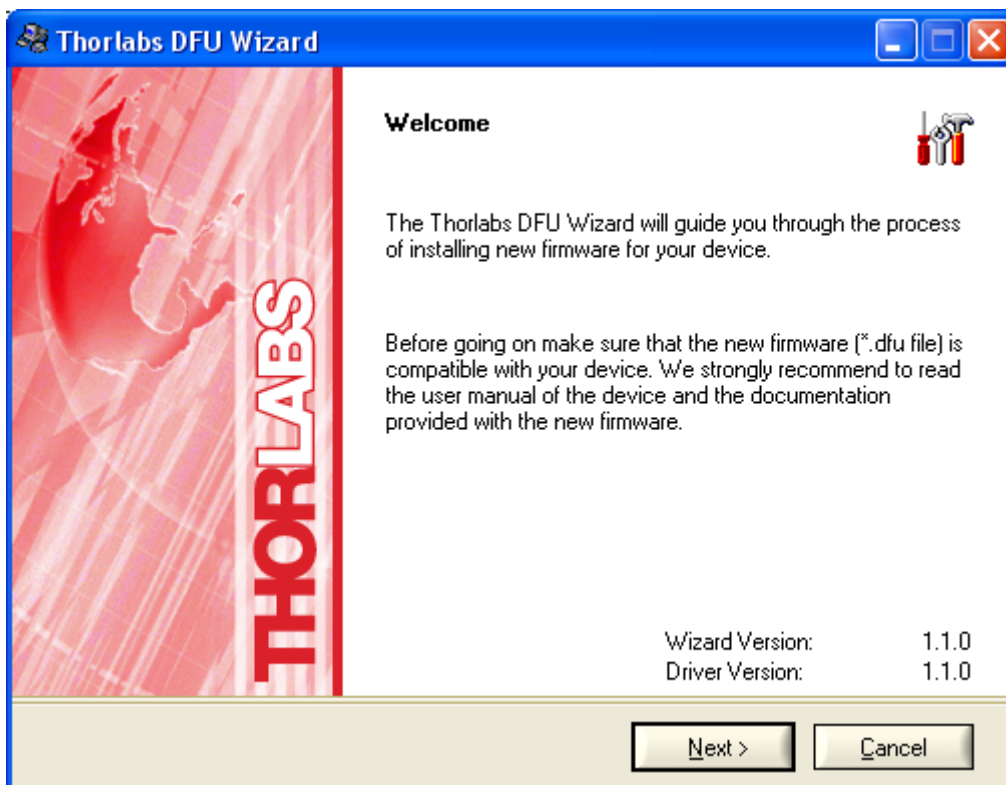 Thorlabs DFU Wizard
THORLABS
Welcome
The Thorlabs DFU Wizard will guide you through the process
of installing new firmware for your device.
Before going on make sure that the new firmware (*.dfu file) is
compatible with your device. We strongly recommend to read
the user manual of the device and the documentation
provided with the new firmware.
Wizard Version: 1.1.0
Driver Version: 1.1.0
Next > Cancel